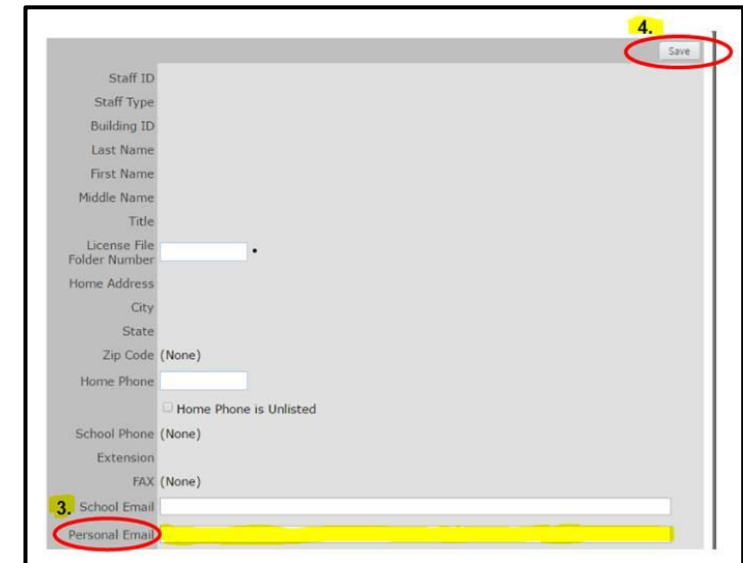 4.
Save
Staff ID
Staff Type
Building ID
Last Name
First Name
Middle Name
Title
License File
Folder Number
Home Address
City
State
Zip Code (None)
Home Phone
Home Phone is Unlisted
School Phone (None)
Extension
FAX (None)
3. School Email
Personal Email